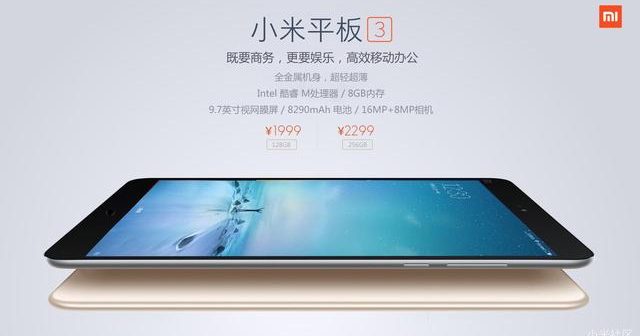 小米平板 3
mi
既要商务，更要娱乐，高效移动办公
全金属机身，超轻超薄
Intel 酷睿 M处理器 / 8GB内存
9.7英寸视网膜屏 / 8290mAh 电池 / 16MP+8MP相机
¥1999 ¥2299
128GB 256GB